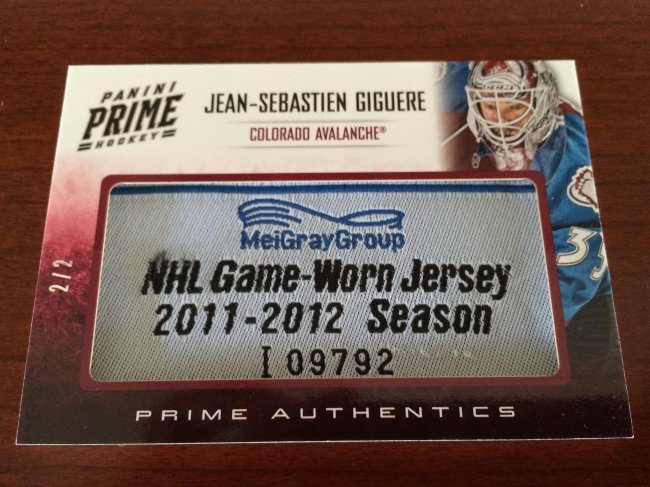 PANINI
PRIME
HOCKEY
JEAN-SEBASTIEN GIGUERE
COLORADO AVALANCHE®
2/2
MeiGrayGroup
NHL Game-Worn Jersey
2011-2012 Season
I 09792
PRIME AUTHENTICS